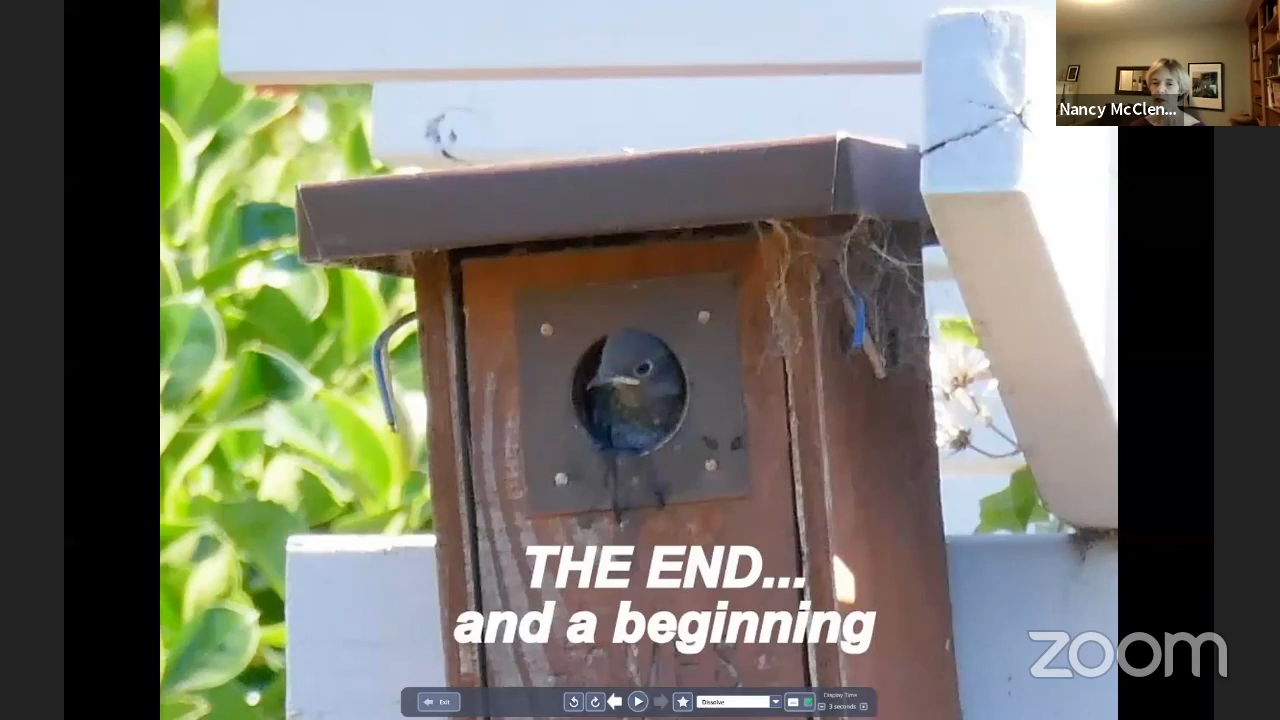 Nancy McClen...
THE END...
and a beginning
zoom
Exit
Dissolve
Display Time
3 seconds